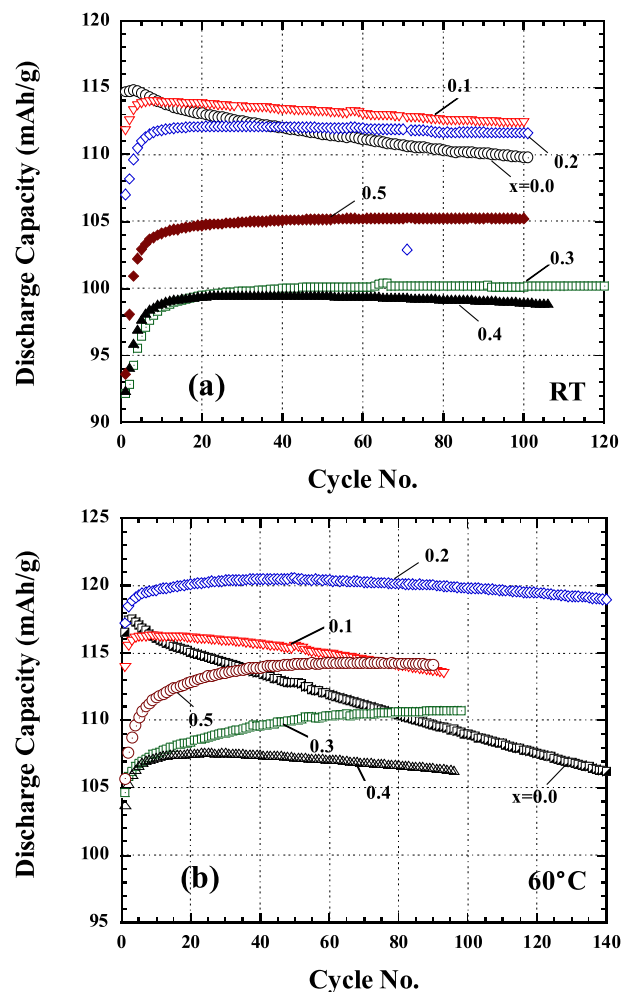 120
115
110
105
100
95
90
Discharge Capacity (mAh/g)
0.1
0.2
x=0.0
0.5
0.3
0.4
(a)
RT
0 20 40 60 80 100 120
Cycle No.
125
120
115
110
105
100
95
Discharge Capacity (mAh/g)
0.2
0.1
0.5
0.3
0.4
x=0.0
(b)
60°C
0 20 40 60 80 100 120 140
Cycle No.